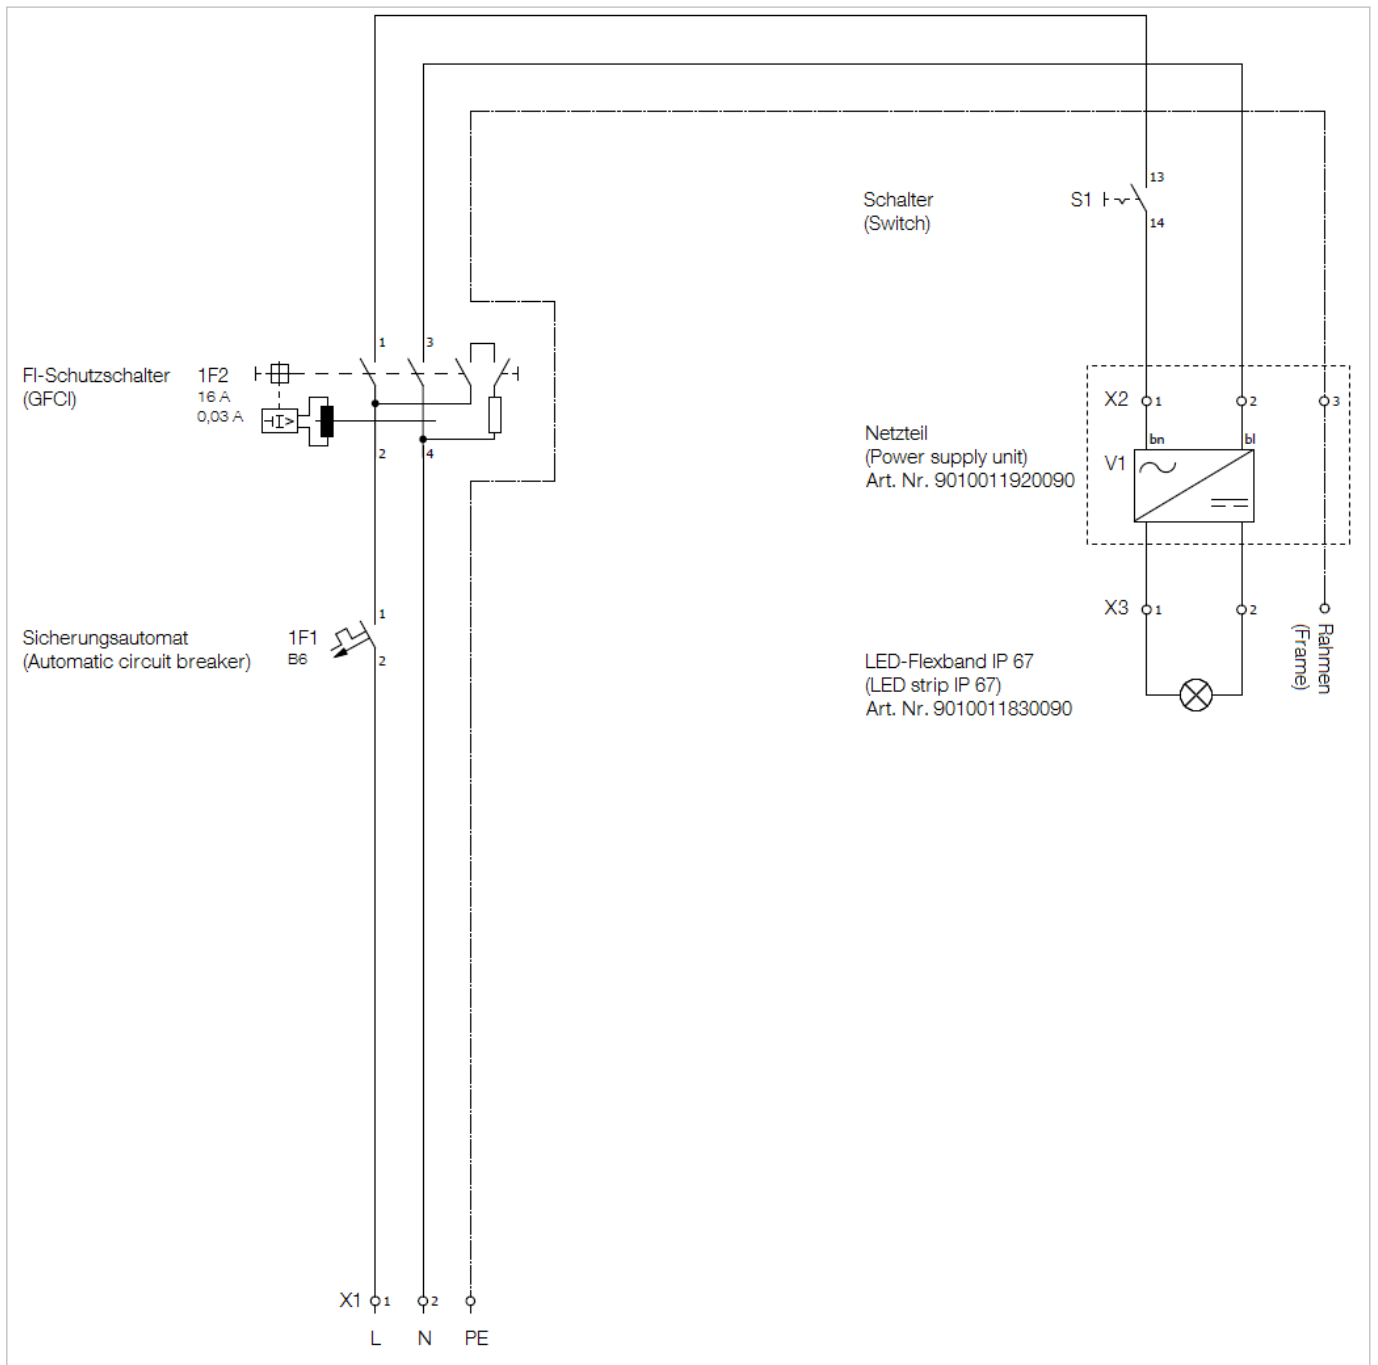 13
Schalter
(Switch)
S1
14
1
3
FI-Schutzschalter
(GFCI)
1F2
16 A
0,03 A
I>
2
4
X2
1
2
3
Netzteil
(Power supply unit)
Art. Nr. 9010011920090
bn
bl
V1
1
Sicherungsautomat
(Automatic circuit breaker)
1F1
B6
2
X3
1
2
Rahmen
(Frame)
LED-Flexband IP 67
(LED strip IP 67)
Art. Nr. 9010011830090
X1
1
2
L
N
PE